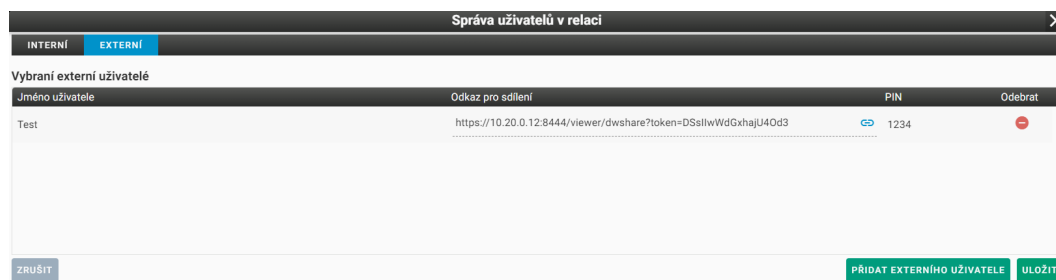 Správa uživatelů v relaci
INTERNÍ EXTERNÍ
Vybraní externí uživatelé
Jméno uživatele Odkaz pro sdílení PIN Odebrat
Test https://10.20.0.12:8444/viewer/dwshare?token=DSsIIwWdGxhajU4Od3 1234
ZRUŠIT PŘIDAT EXTERNÍHO UŽIVATELE ULOŽIT